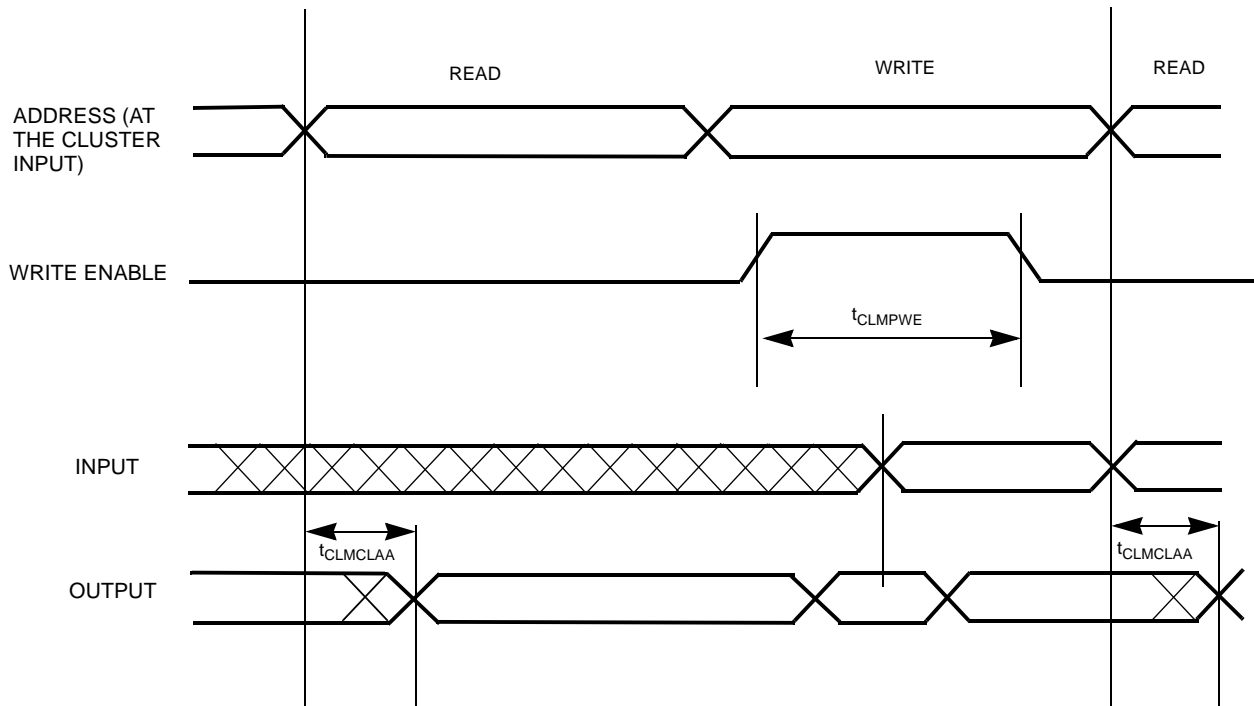 READ
WRITE
READ
ADDRESS (AT
THE CLUSTER
INPUT)
WRITE ENABLE
tCLMPWE
INPUT
tCLMCLAA
tCLMCLAA
OUTPUT